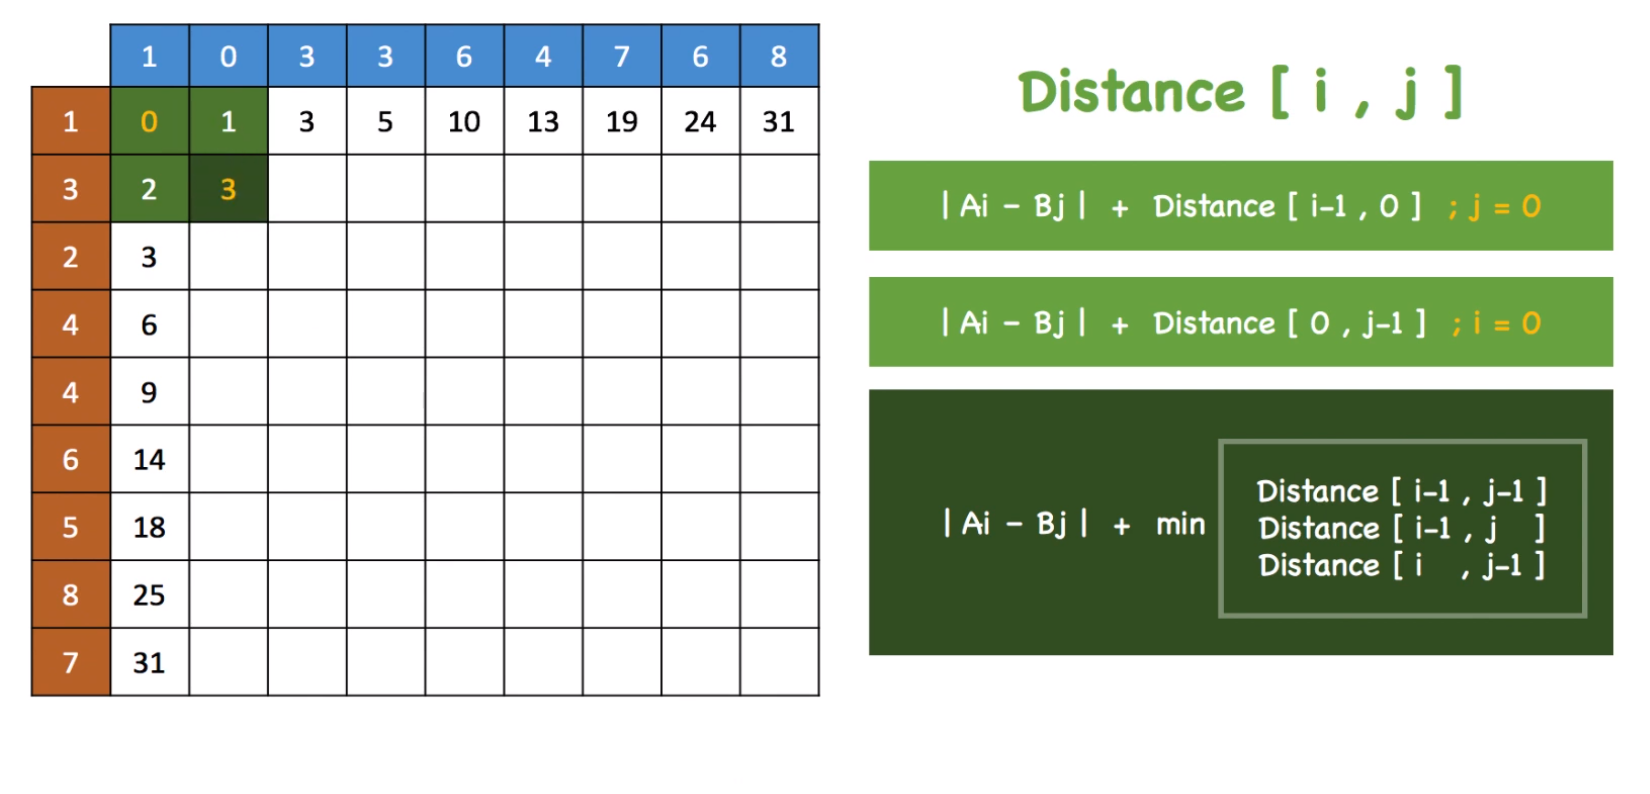 1 0 3 3 6 4 7 6 8
1 0 1 3 5 10 13 19 24 31
3 2 3
2 3
4 6
4 9
6 14
5 18
8 25
7 31
Distance [ i , j ]
| Ai - Bj | + Distance [ i-1 , 0 ] ; j = 0
| Ai - Bj | + Distance [ 0 , j-1 ] ; i = 0
| Ai - Bj | + min
Distance [ i-1 , j-1 ]
Distance [ i-1 , j ]
Distance [ i , j-1 ]